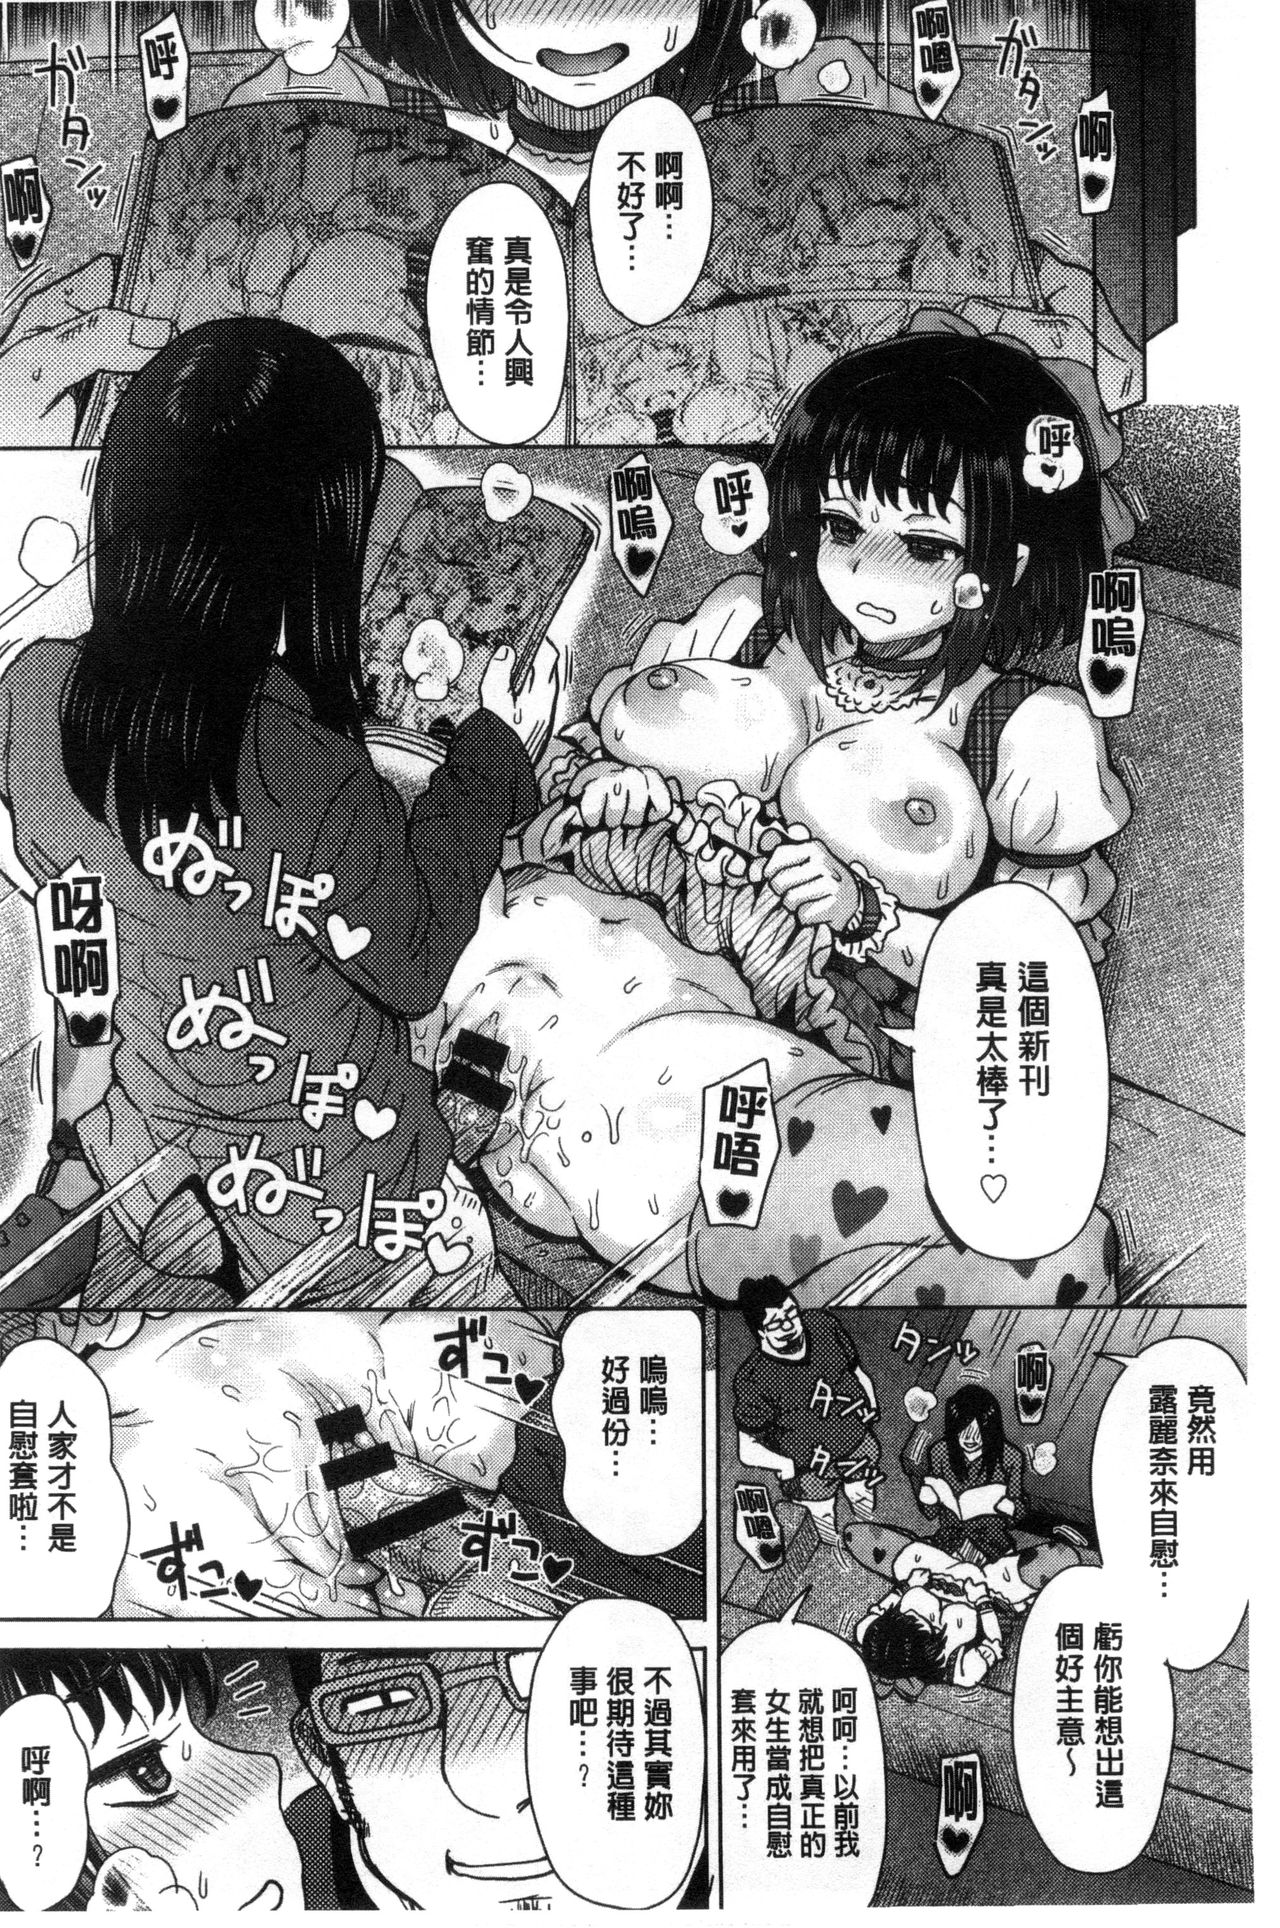 ガタンッ
ガタンッ
啊嗚
呼
啊
啊
啊啊…
不好了…
真是令人興
奮的情節…
呼
呼
啊嗚
啊嗚
這個新刊
真是太棒了…♡
呀啊
呼唔
ぬっぽ♡
ぬっぽ♡
ぬっぽ
竟然用
露麗奈來自慰…
虧你能想出這
個好主意~
タンッ
タンッ
啊
啊嗚
啊
呵呵…以前我
就想把真正的
女生當成自慰
套來用了…
嗚嗚…
好過份…
ずこっ
ずこっ
人家才不是
自慰套啦…
不過其實妳
很期待這種
事吧…?
呼啊…?